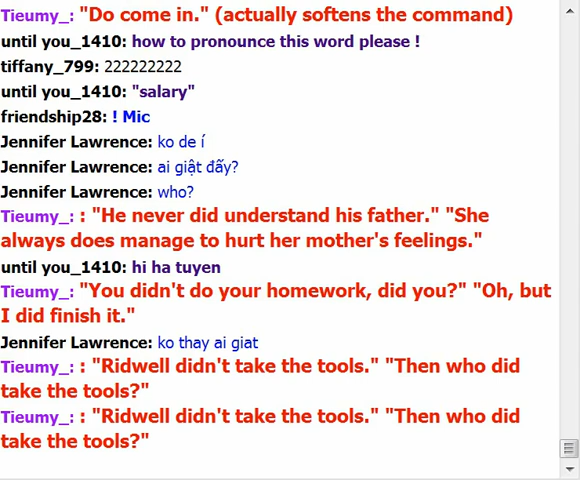 Tieumy_: "Do come in." (actually softens the command)
until you_1410: how to pronounce this word please !
tiffany_799: 222222222
until you_1410: "salary"
friendship28: ! Mic
Jennifer Lawrence: ko de í
Jennifer Lawrence: ai giật đấy?
Jennifer Lawrence: who?
Tieumy_: : "He never did understand his father." "She
always does manage to hurt her mother's feelings."
until you_1410: hi ha tuyen
Tieumy_: "You didn't do your homework, did you?" "Oh, but
I did finish it."
Jennifer Lawrence: ko thay ai giat
Tieumy_: : "Ridwell didn't take the tools." "Then who did
take the tools?"
Tieumy_: : "Ridwell didn't take the tools." "Then who did
take the tools?"